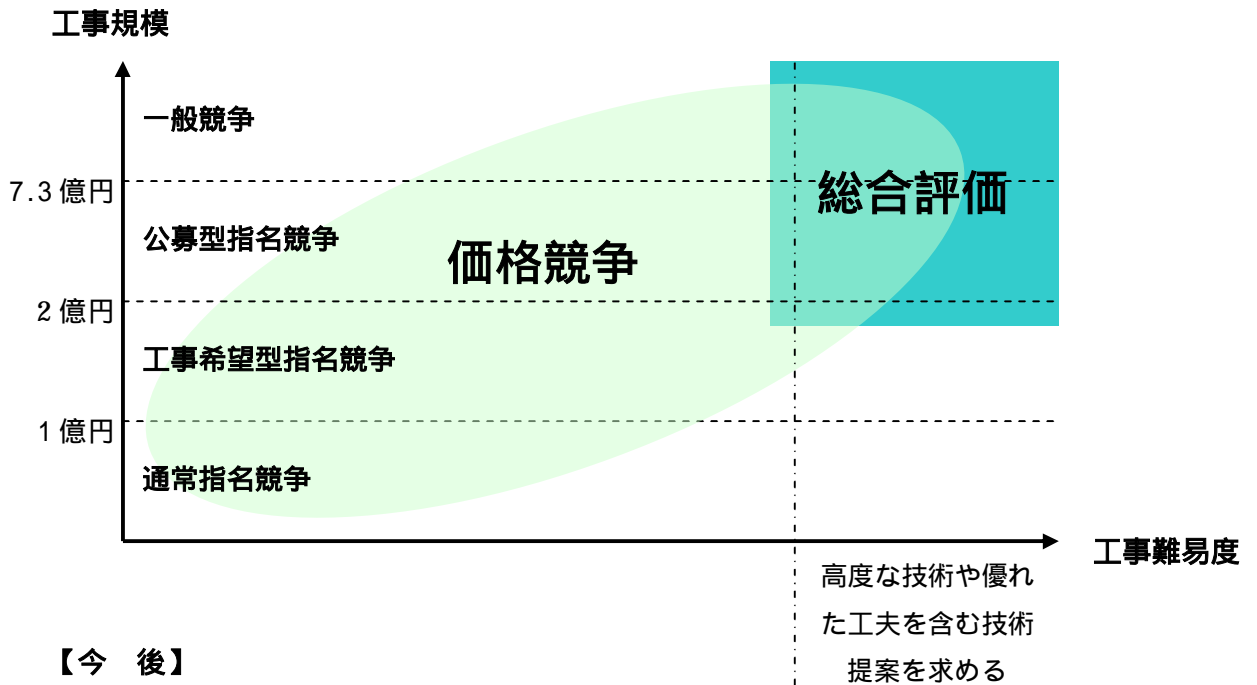 工事規模
一般競争
7.3億円
総合評価
公募型指名競争
価格競争
2億円
工事希望型指名競争
1億円
通常指名競争
工事難易度
高度な技術や優れ
た工夫を含む技術
提案を求める
【今　後】